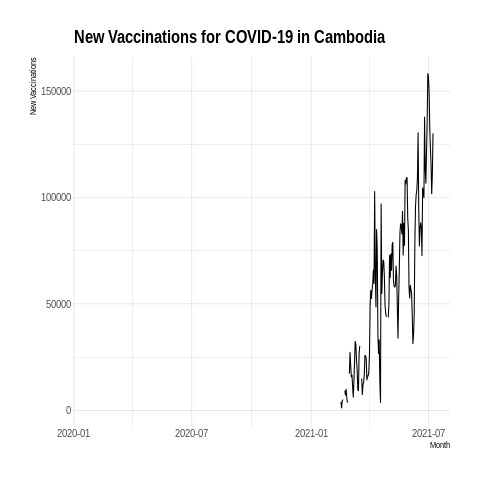 New Vaccinations for COVID-19 in Cambodia
New Vaccinations
150000
100000
50000
0
2020-01
2020-07
2021-01
2021-07
Month